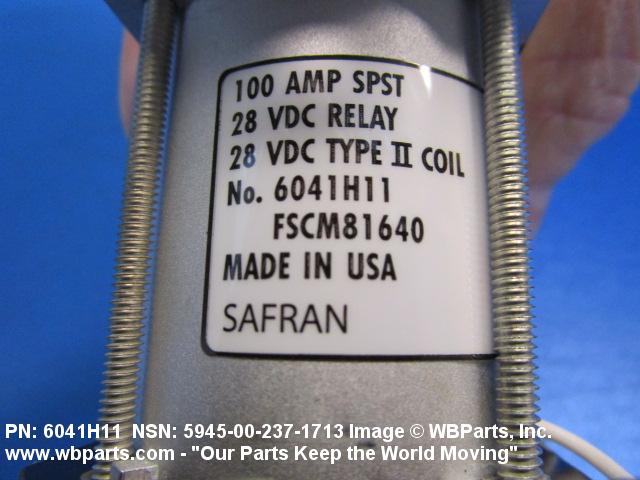 100 AMP SPST
28 VDC RELAY
28 VDC TYPE II COIL
No. 6041H11
FSCM81640
MADE IN USA
SAFRAN
PN: 6041H11 NSN: 5945-00-237-1713 Image © WBParts, Inc.
www.wbparts.com - "Our Parts Keep the World Moving"